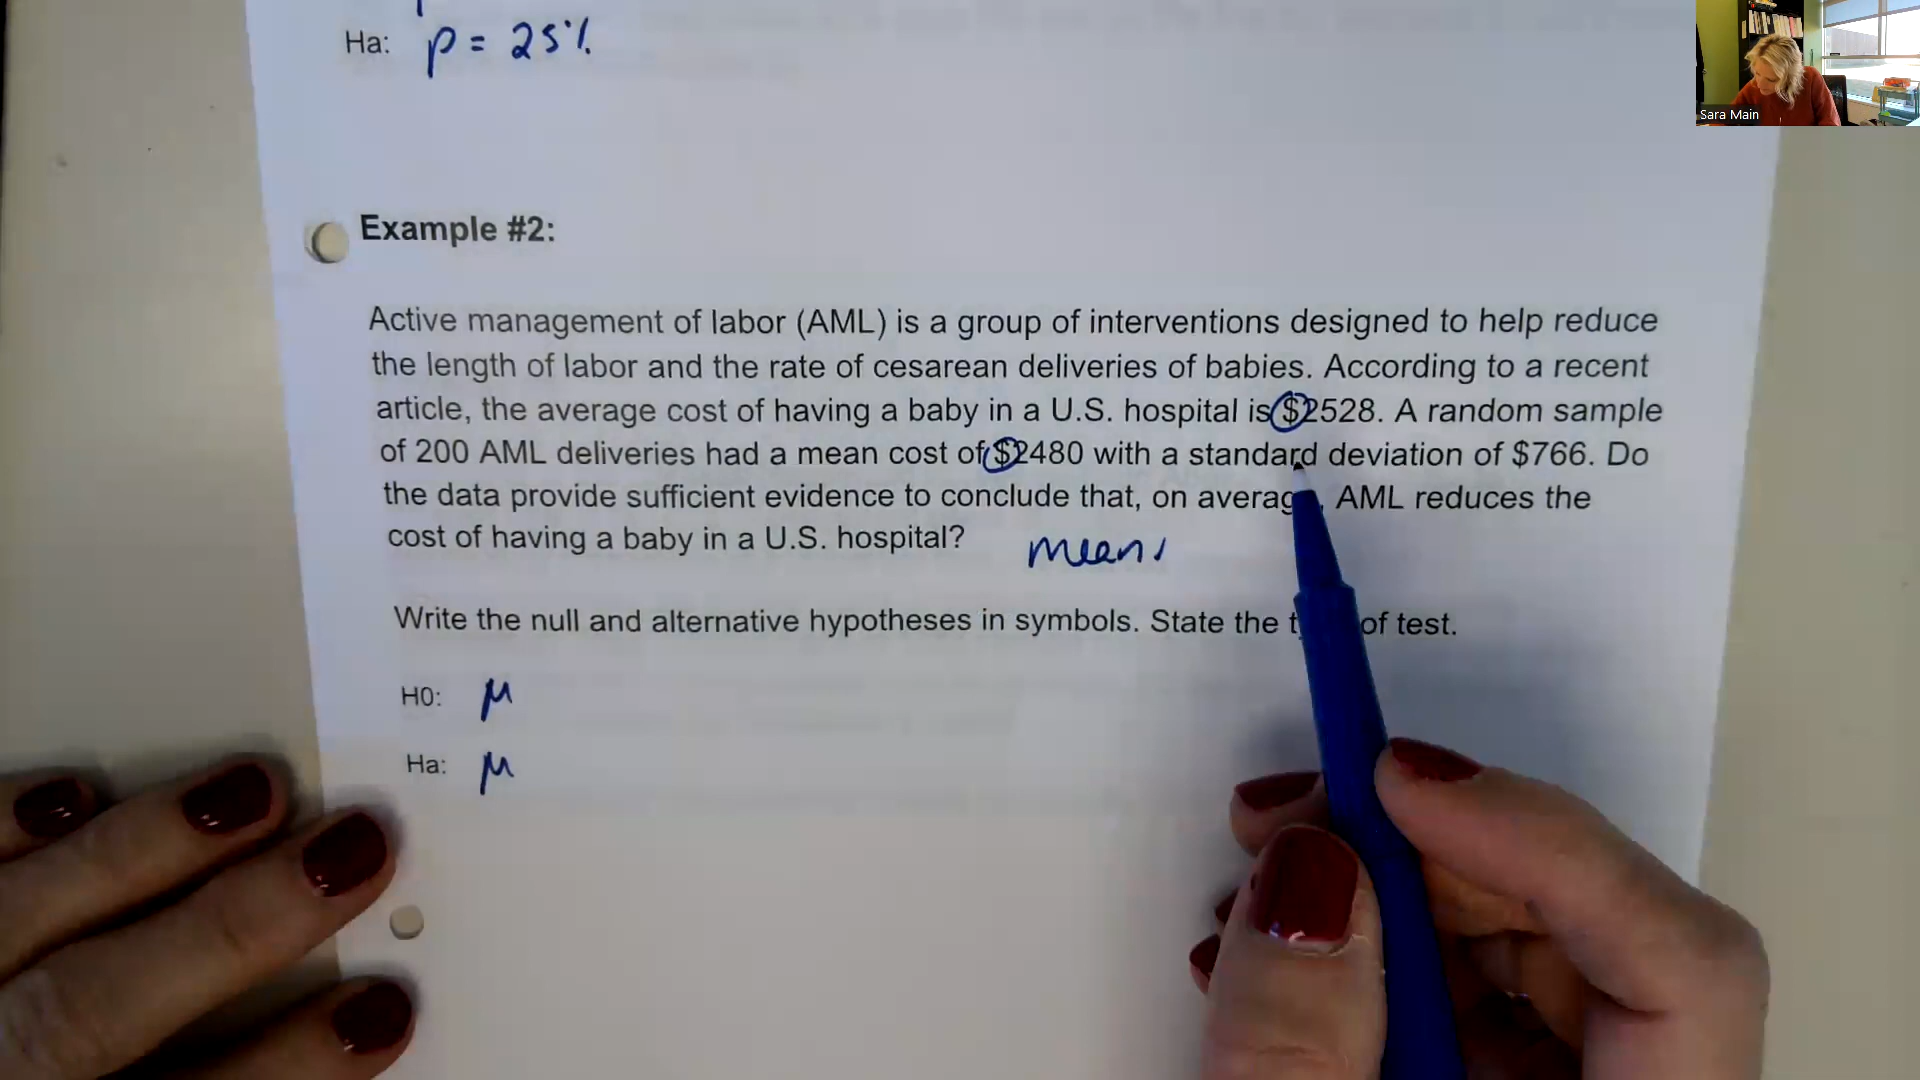 Ha: p = 25%
Sara Main
Example #2:
Active management of labor (AML) is a group of interventions designed to help reduce
the length of labor and the rate of cesarean deliveries of babies. According to a recent
article, the average cost of having a baby in a U.S. hospital is $2528. A random sample
of 200 AML deliveries had a mean cost of $2480 with a standard deviation of $766. Do
the data provide sufficient evidence to conclude that, on average, AML reduces the
cost of having a baby in a U.S. hospital? means
Write the null and alternative hypotheses in symbols. State the of test.
H0: μ
Ha: μ